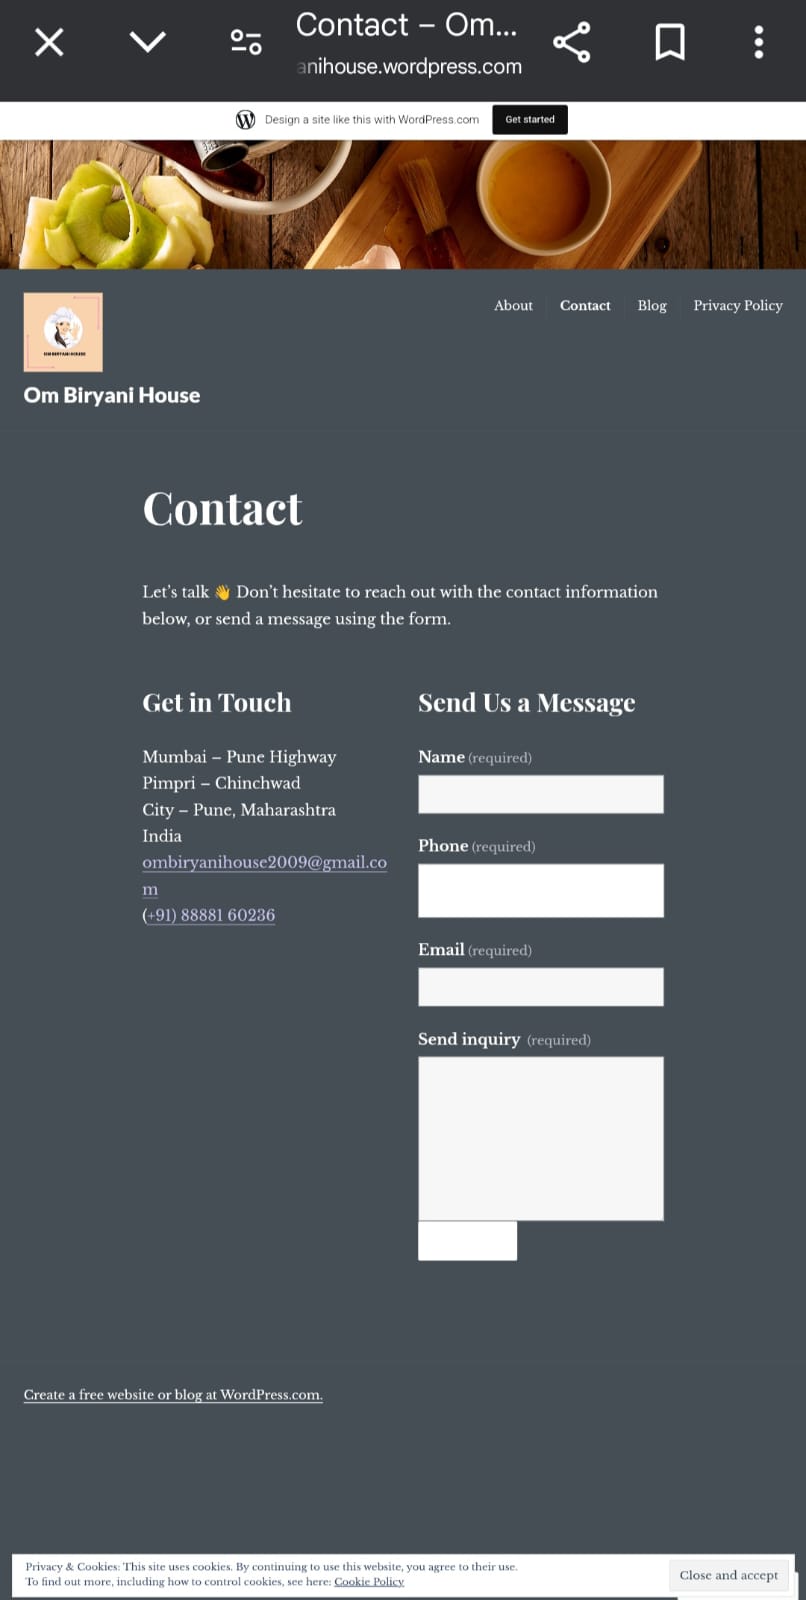 Contact – Om...
anihouse.wordpress.com
Design a site like this with WordPress.com
Get started
About
Contact
Blog
Privacy Policy
OM BIRYANI HOUSE
Om Biryani House
Contact
Let’s talk 👋 Don’t hesitate to reach out with the contact information
below, or send a message using the form.
Get in Touch
Mumbai – Pune Highway
Pimpri – Chinchwad
City – Pune, Maharashtra
India
ombiryanihouse2009@gmail.co
m
(+91) 88881 60236
Send Us a Message
Name (required)
Phone (required)
Email (required)
Send inquiry (required)
Create a free website or blog at WordPress.com.
Privacy & Cookies: This site uses cookies. By continuing to use this website, you agree to their use.
To find out more, including how to control cookies, see here: Cookie Policy
Close and accept